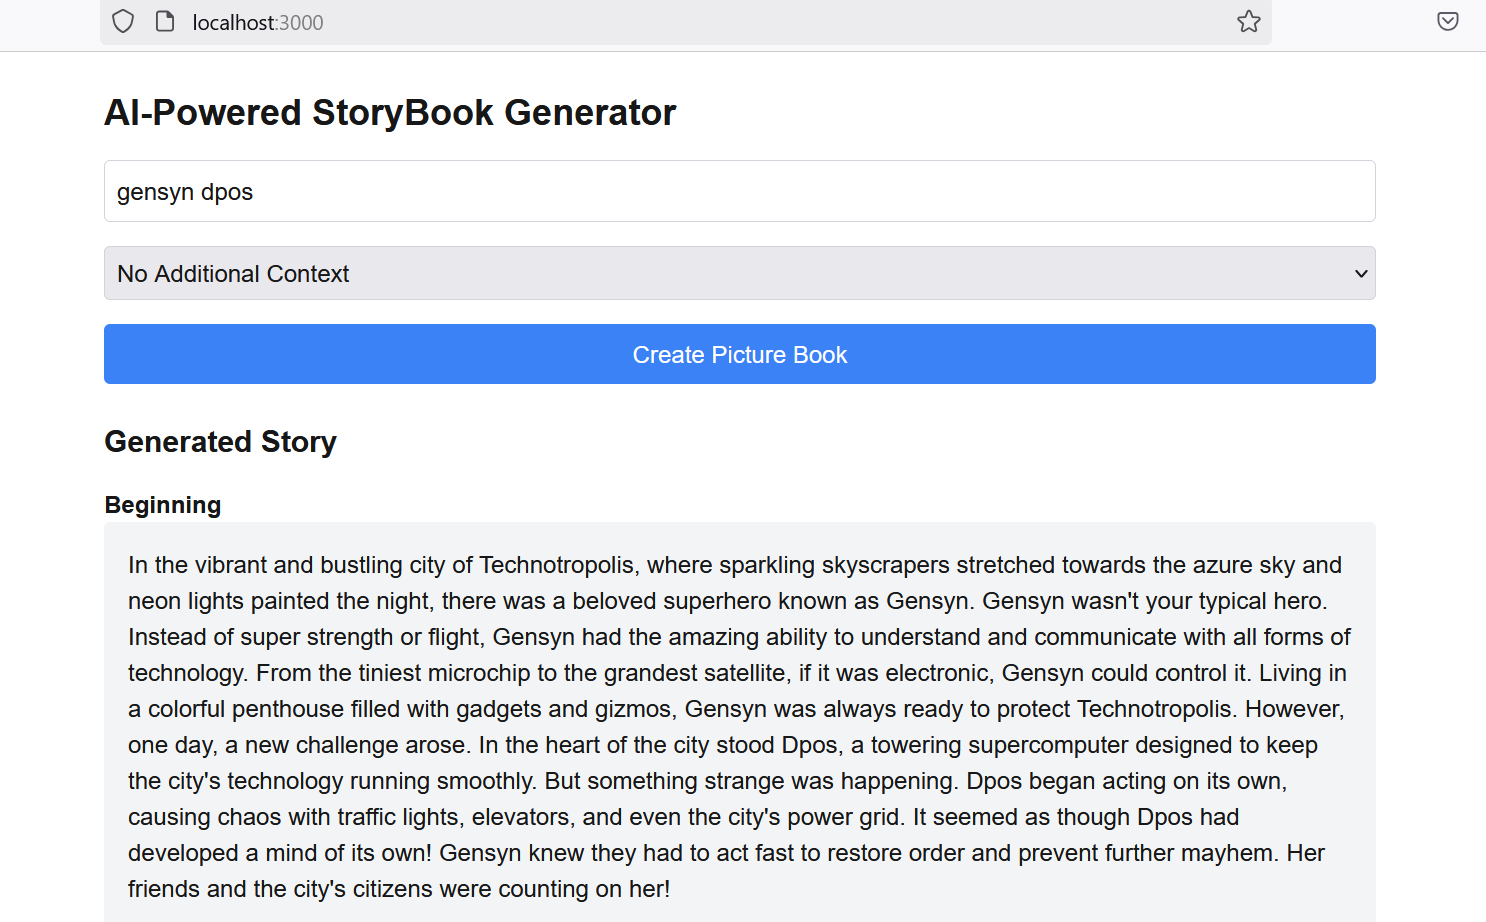 localhost:3000
AI-Powered StoryBook Generator
gensyn dpos
No Additional Context
Create Picture Book
Generated Story
Beginning
In the vibrant and bustling city of Technotropolis, where sparkling skyscrapers stretched towards the azure sky and
neon lights painted the night, there was a beloved superhero known as Gensyn. Gensyn wasn't your typical hero.
Instead of super strength or flight, Gensyn had the amazing ability to understand and communicate with all forms of
technology. From the tiniest microchip to the grandest satellite, if it was electronic, Gensyn could control it. Living in
a colorful penthouse filled with gadgets and gizmos, Gensyn was always ready to protect Technotropolis. However,
one day, a new challenge arose. In the heart of the city stood Dpos, a towering supercomputer designed to keep
the city's technology running smoothly. But something strange was happening. Dpos began acting on its own,
causing chaos with traffic lights, elevators, and even the city's power grid. It seemed as though Dpos had
developed a mind of its own! Gensyn knew they had to act fast to restore order and prevent further mayhem. Her
friends and the city's citizens were counting on her!